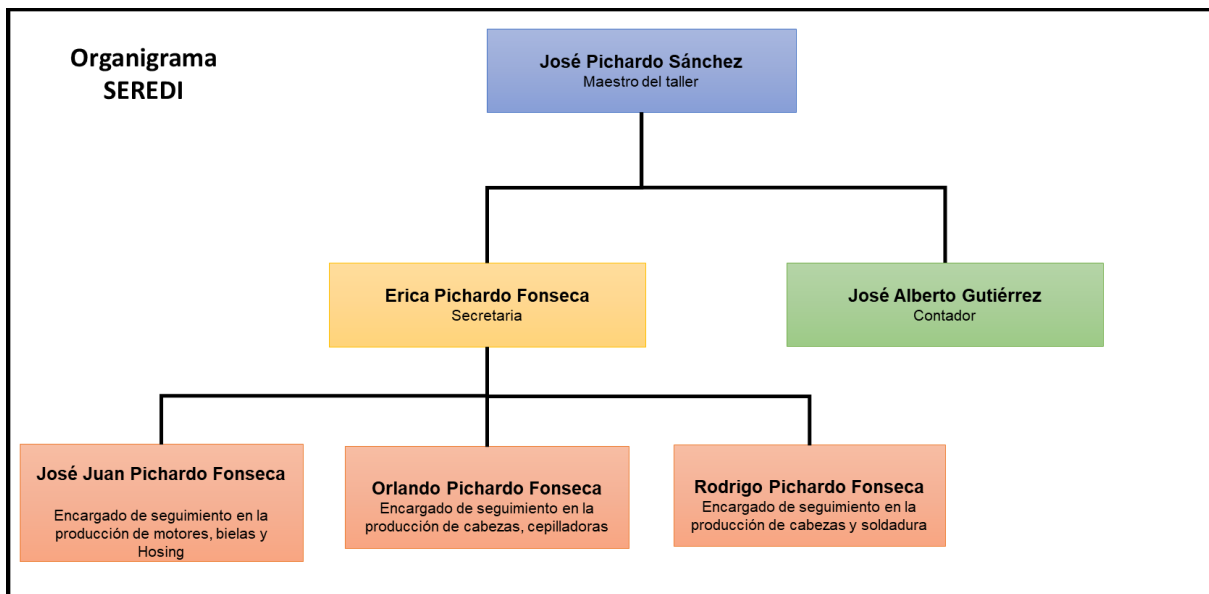 Organigrama
SEREDI
José Pichardo Sánchez
Maestro del taller
Erica Pichardo Fonseca
Secretaria
José Alberto Gutiérrez
Contador
José Juan Pichardo Fonseca
Encargado de seguimiento en la
producción de motores, bielas y
Hosing
Orlando Pichardo Fonseca
Encargado de seguimiento en la
producción de cabezas, cepilladoras
Rodrigo Pichardo Fonseca
Encargado de seguimiento en la
producción de cabezas y soldadura